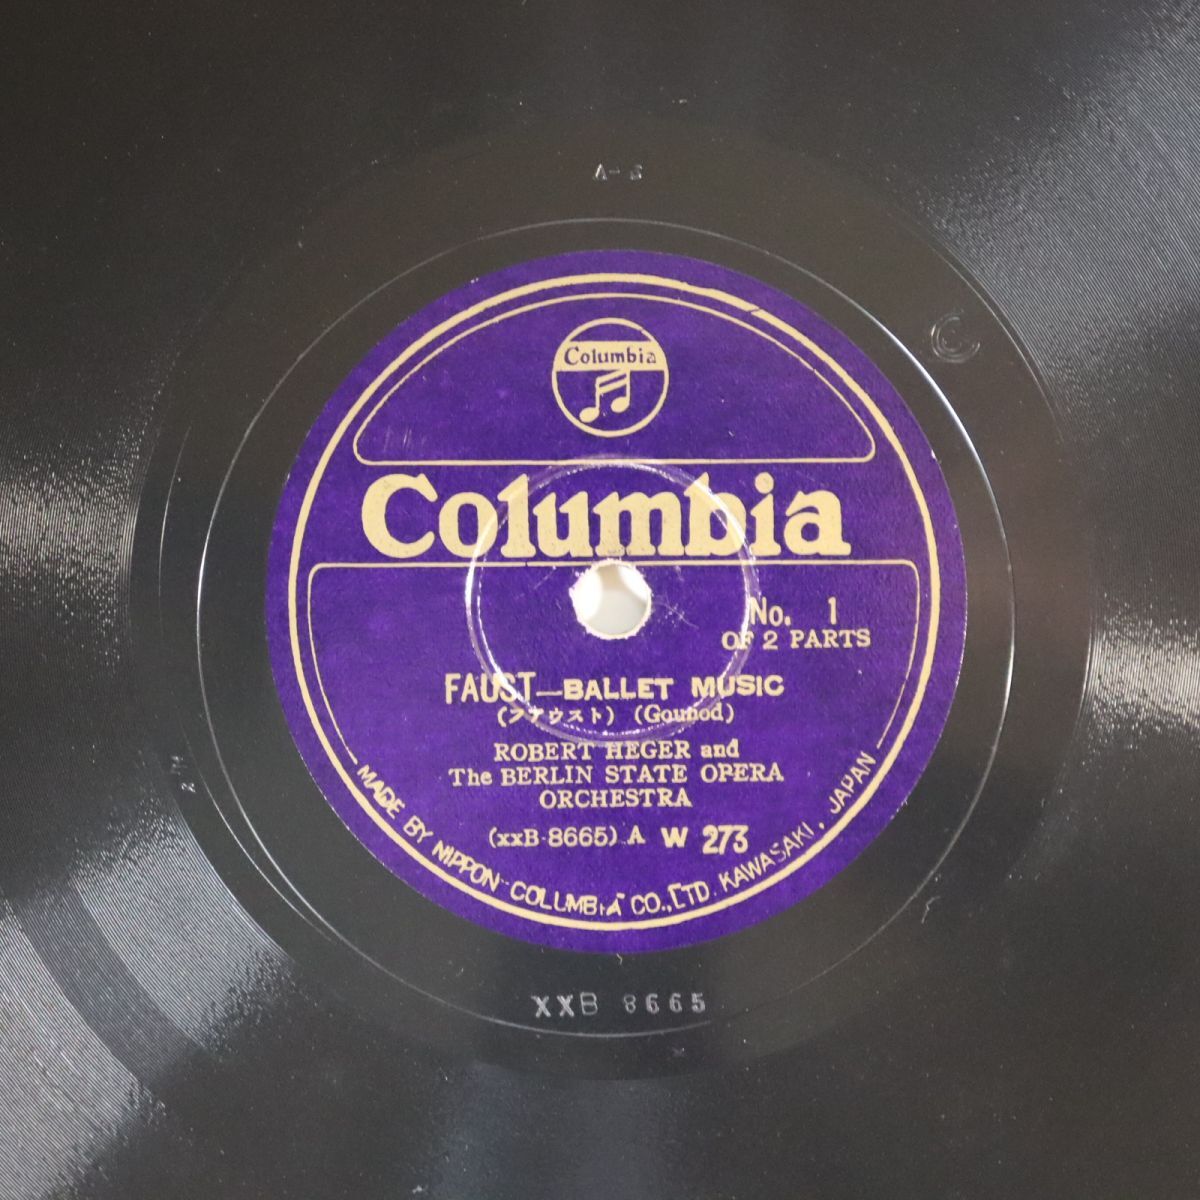 A-3
Columbia
Columbia
No. 1
OF 2 PARTS
FAUST—BALLET MUSIC
(ファウスト) (Gounod)
ROBERT HEGER and
The BERLIN STATE OPERA
ORCHESTRA
(xxB-8665) A W 273
MADE BY NIPPON COLUMBIA CO., LTD. KAWASAKI, JAPAN
XXB 8665
C